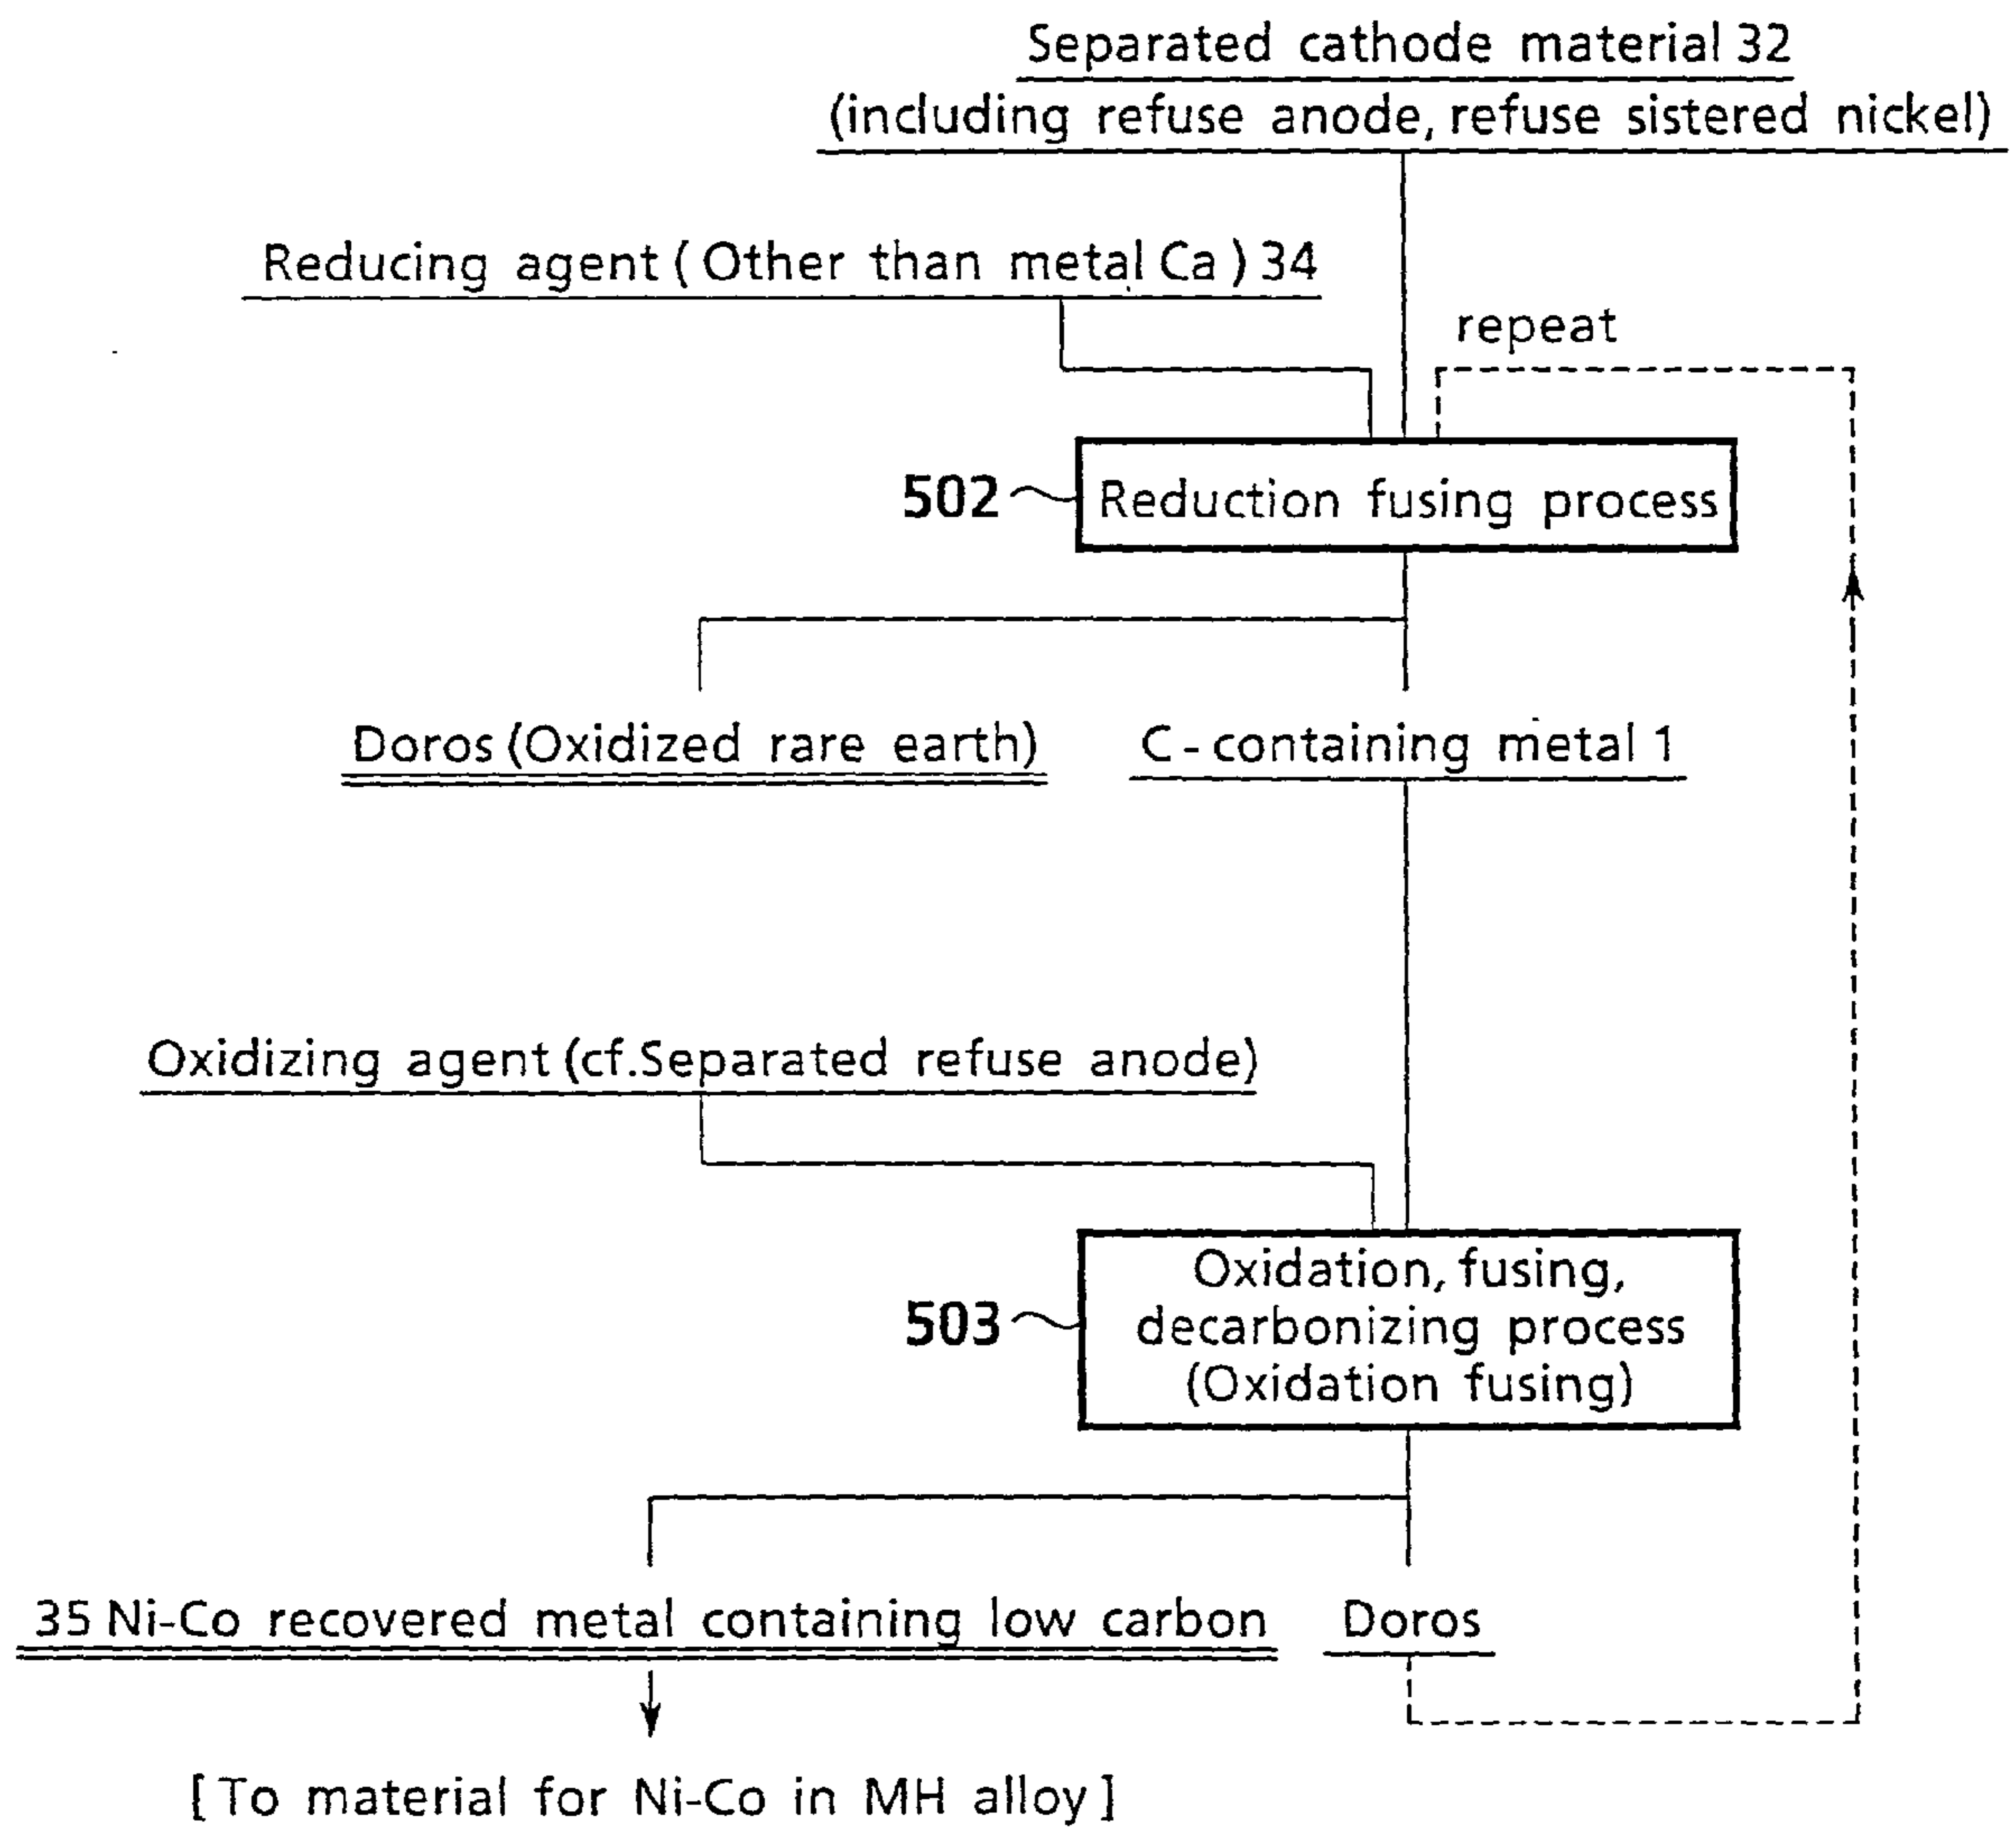 Separated cathode material 32
(including refuse anode, refuse sistered nickel)
Reducing agent ( Other than metal Ca ) 34
repeat
502
Reduction fusing process
Doros (Oxidized rare earth)
C - containing metal 1
Oxidizing agent (cf.Separated refuse anode)
503
Oxidation, fusing,
decarbonizing process
(Oxidation fusing)
35 Ni-Co recovered metal containing low carbon
Doros
[ To material for Ni-Co in MH alloy ]